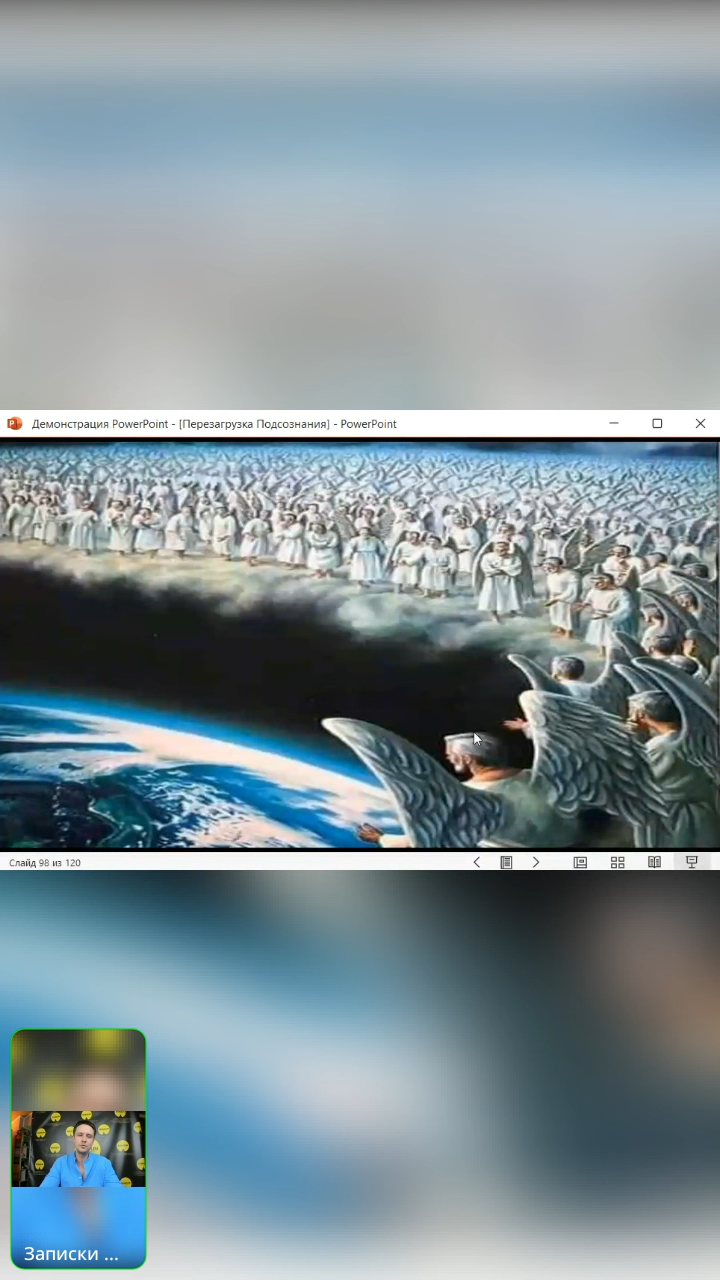 Демонстрация PowerPoint - [Перезагрузка Подсознания] - PowerPoint
Слайд 98 из 120
Записки ...